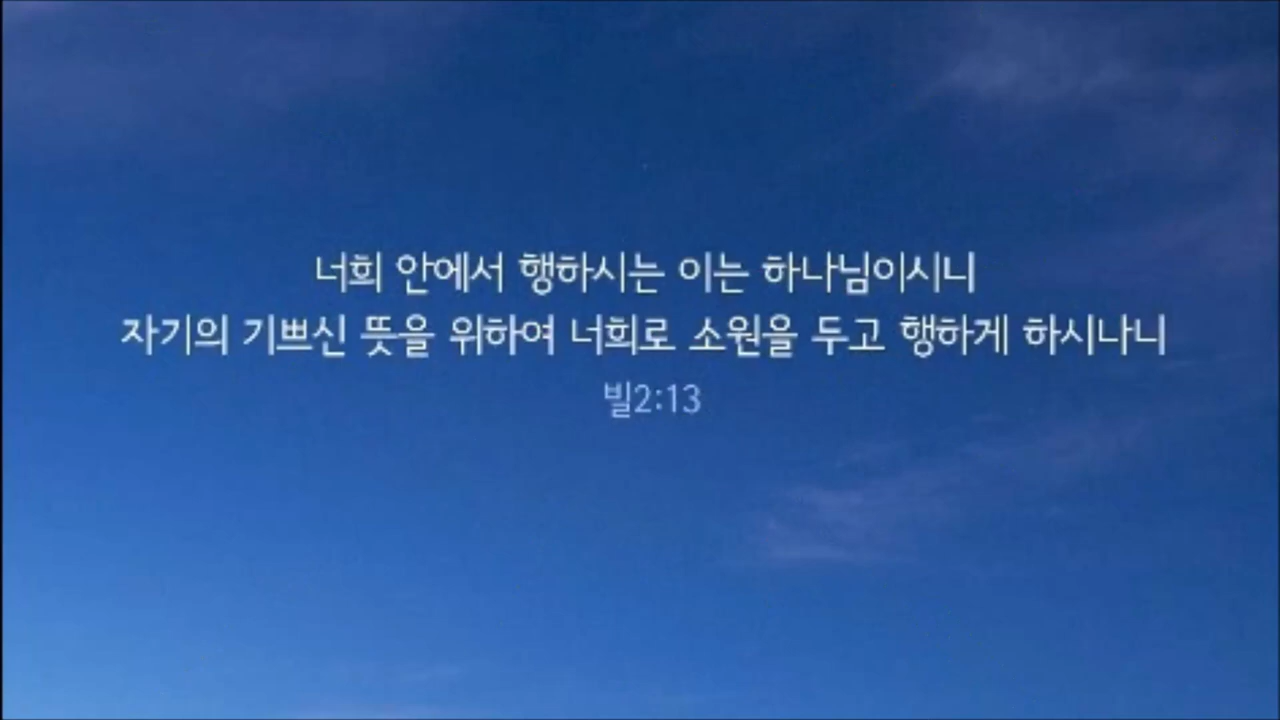 너희 안에서 행하시는 이는 하나님이시니
자기의 기쁘신 뜻을 위하여 너희로 소원을 두고 행하게 하시나니
빌2:13